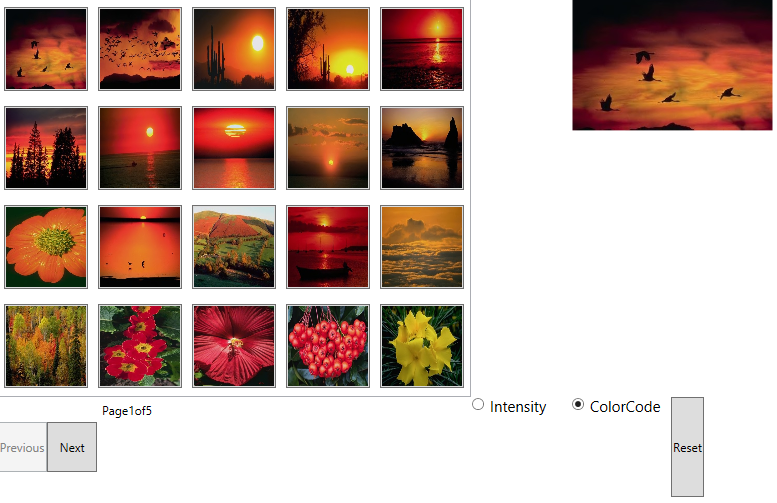 Page1of5
Intensity
ColorCode
Reset
Previous
Next